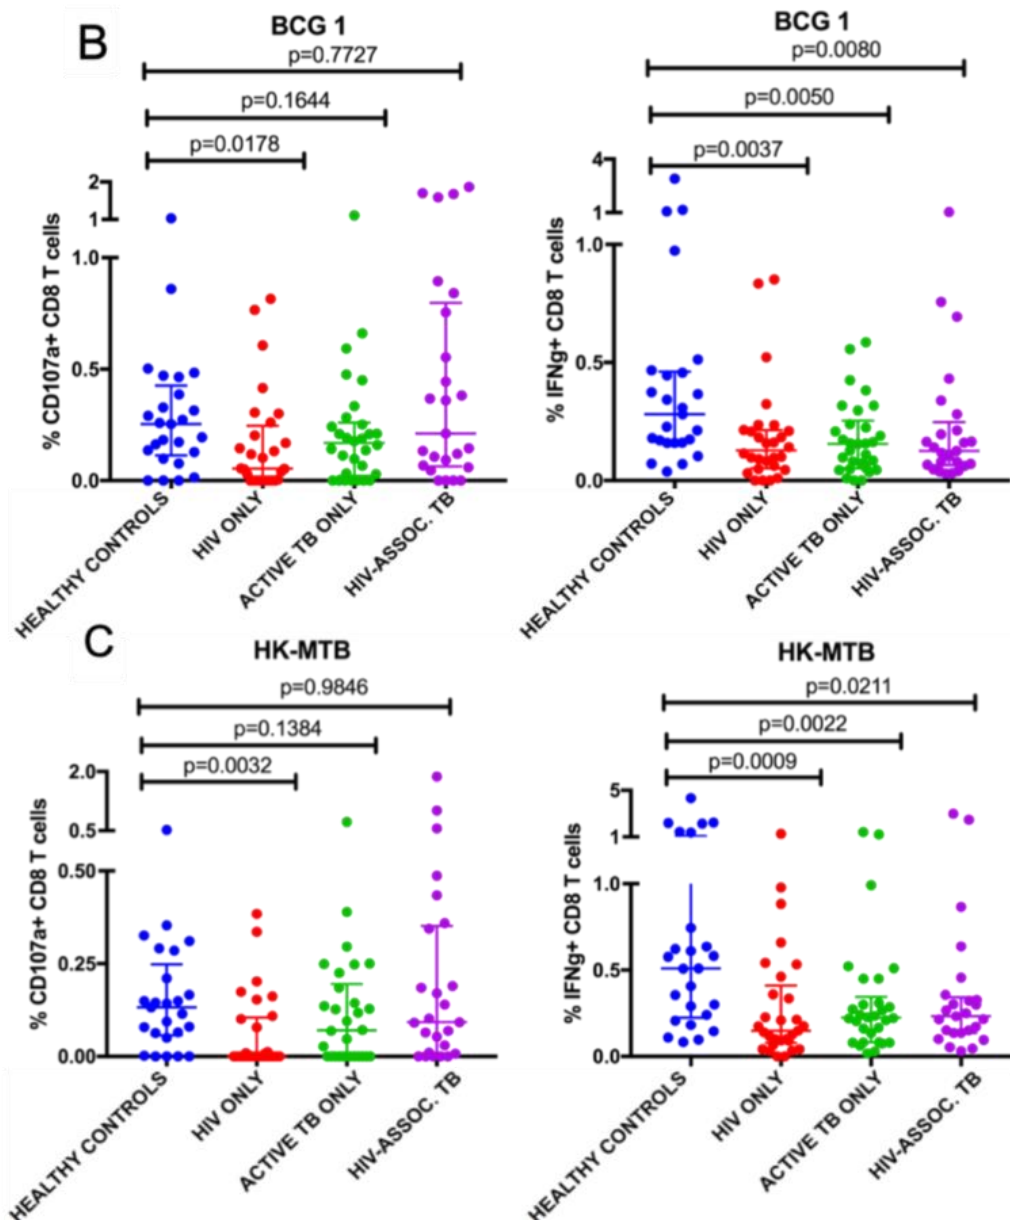 B
BCG 1
p=0.7727
p=0.1644
p=0.0178
2
1
1.0
0.5
0.0
% CD107a+ CD8 T cells
HEALTHY CONTROLS
HIV ONLY
ACTIVE TB ONLY
HIV-ASSOC. TB
BCG 1
p=0.0080
p=0.0050
p=0.0037
4
1
1.0
0.5
0.0
% IFNg+ CD8 T cells
HEALTHY CONTROLS
HIV ONLY
ACTIVE TB ONLY
HIV-ASSOC. TB
C
HK-MTB
p=0.9846
p=0.1384
p=0.0032
2.0
0.5
0.50
0.25
0.00
% CD107a+ CD8 T cells
HEALTHY CONTROLS
HIV ONLY
ACTIVE TB ONLY
HIV-ASSOC. TB
HK-MTB
p=0.0211
p=0.0022
p=0.0009
5
1
1.0
0.5
0.0
% IFNg+ CD8 T cells
HEALTHY CONTROLS
HIV ONLY
ACTIVE TB ONLY
HIV-ASSOC. TB